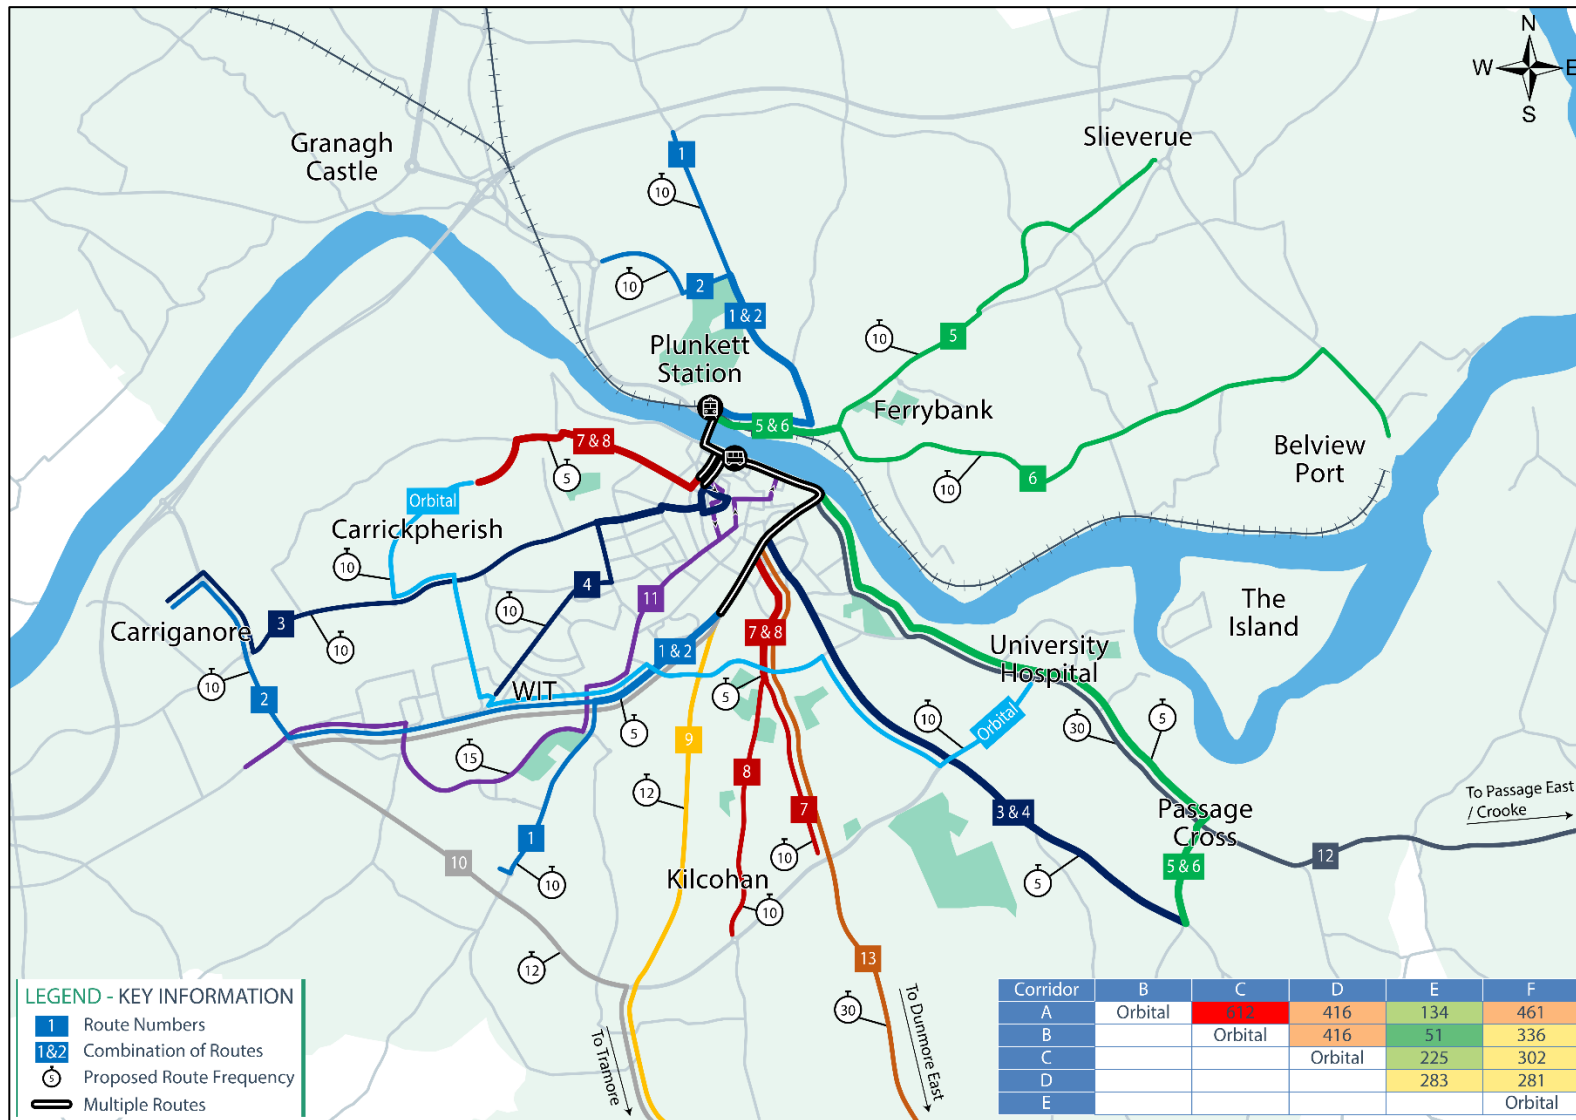 N
W E
S
Granagh
Castle
Slieverue
1
10
10
2
1 & 2
5
10
Plunkett
Station
Ferrybank
5 & 6
7 & 8
5
6
10
Belview
Port
Orbital
Carrickpherish
10
4
10
11
3
10
Carriganore
The
Island
1 & 2
7 & 8
University
Hospital
WIT
10
2
5
5
10
Orbital
30
5
9
15
8
12
7
3 & 4
To Passage East
/ Crooke
Passage
Cross
1
10
10
10
Kilcohan
10
5
5 & 6
12
12
13
30
To Tramore
To Dunmore East
LEGEND - KEY INFORMATION
1 Route Numbers
1&2 Combination of Routes
5 Proposed Route Frequency
Multiple Routes
Corridor B C D E F
A Orbital 612 416 134 461
B Orbital 416 51 336
C Orbital 225 302
D 283 281
E Orbital